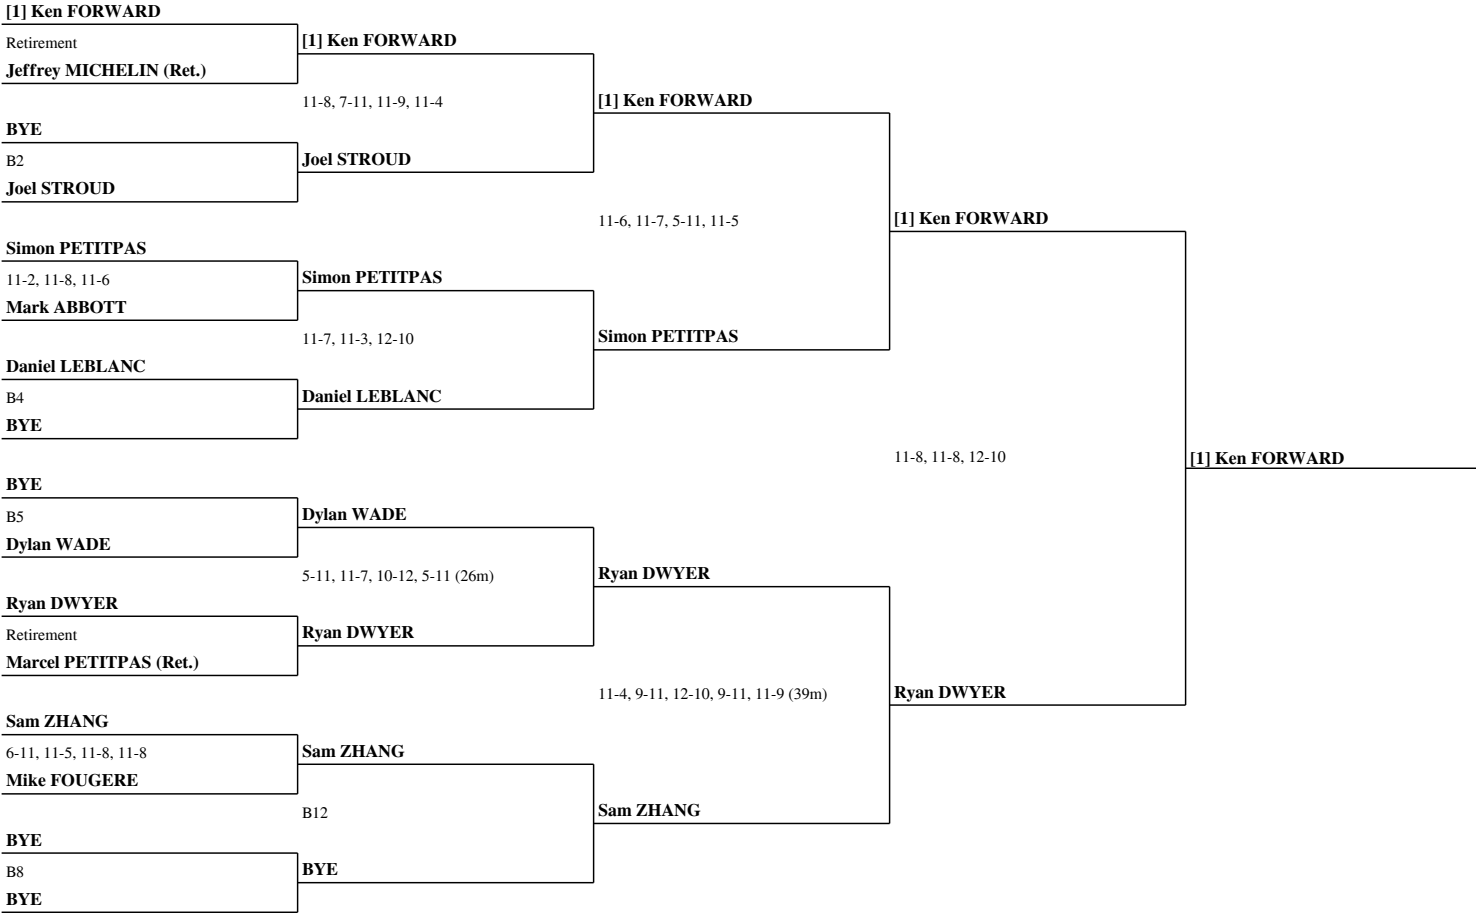 [1] Ken FORWARD
Retirement
Jeffrey MICHELIN (Ret.)
BYE
B2
Joel STROUD
Simon PETITPAS
11-2, 11-8, 11-6
Mark ABBOTT
Daniel LEBLANC
B4
BYE
BYE
B5
Dylan WADE
Ryan DWYER
Retirement
Marcel PETITPAS (Ret.)
Sam ZHANG
6-11, 11-5, 11-8, 11-8
Mike FOUGERE
BYE
B8
BYE
[1] Ken FORWARD
11-8, 7-11, 11-9, 11-4
Joel STROUD
Simon PETITPAS
11-7, 11-3, 12-10
Daniel LEBLANC
Dylan WADE
5-11, 11-7, 10-12, 5-11 (26m)
Ryan DWYER
Sam ZHANG
B12
BYE
[1] Ken FORWARD
11-6, 11-7, 5-11, 11-5
Simon PETITPAS
Ryan DWYER
11-4, 9-11, 12-10, 9-11, 11-9 (39m)
Sam ZHANG
[1] Ken FORWARD
11-8, 11-8, 12-10
Ryan DWYER
[1] Ken FORWARD